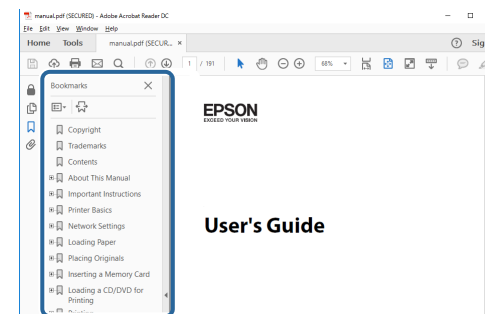 manual.pdf (SECURED) - Adobe Acrobat Reader DC
File Edit View Window Help
Home Tools manual.pdf (SECUR... ×
Sig
1 / 191
68%
Bookmarks
Copyright
Trademarks
Contents
About This Manual
Important Instructions
Printer Basics
Network Settings
Loading Paper
Placing Originals
Inserting a Memory Card
Loading a CD/DVD for
Printing
EPSON
EXCEED YOUR VISION
User's Guide